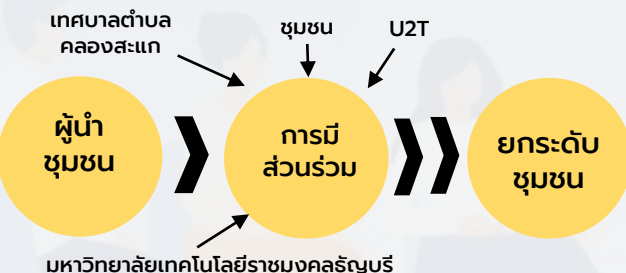 เทศบาลตำบล
คลองสะแก
ชุมชน
U2T
ผู้นำ
ชุมชน
การมี
ส่วนร่วม
ยกระดับ
ชุมชน
มหาวิทยาลัยเทคโนโลยีราชมงคลธัญบุรี